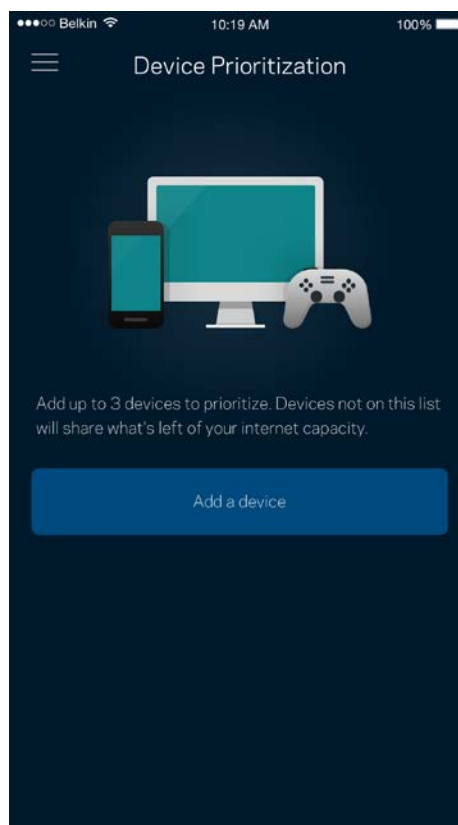 Belkin 10:19 AM 100%
Device Prioritization
Add up to 3 devices to prioritize. Devices not on this list
will share what's left of your internet capacity.
Add a device